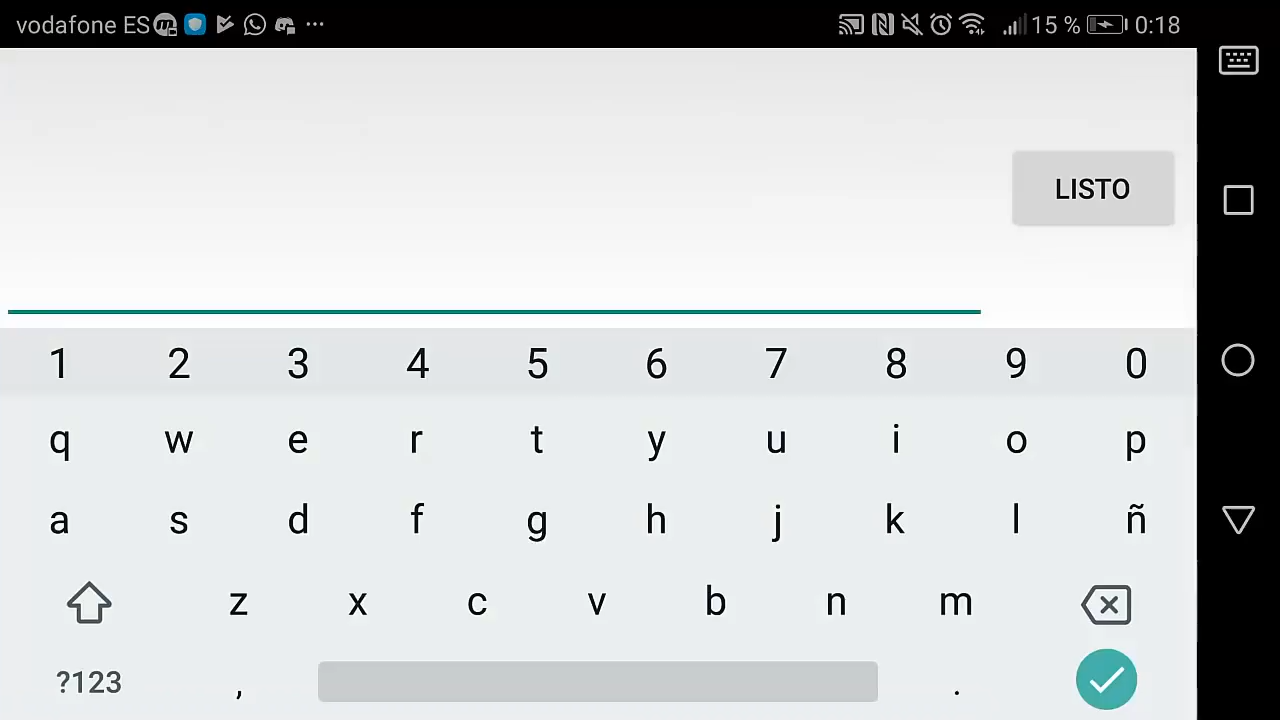 vodafone ES ... 15 % 0:18
LISTO
1 2 3 4 5 6 7 8 9 0
q w e r t y u i o p
a s d f g h j k l ñ
z x c v b n m
?123 , .